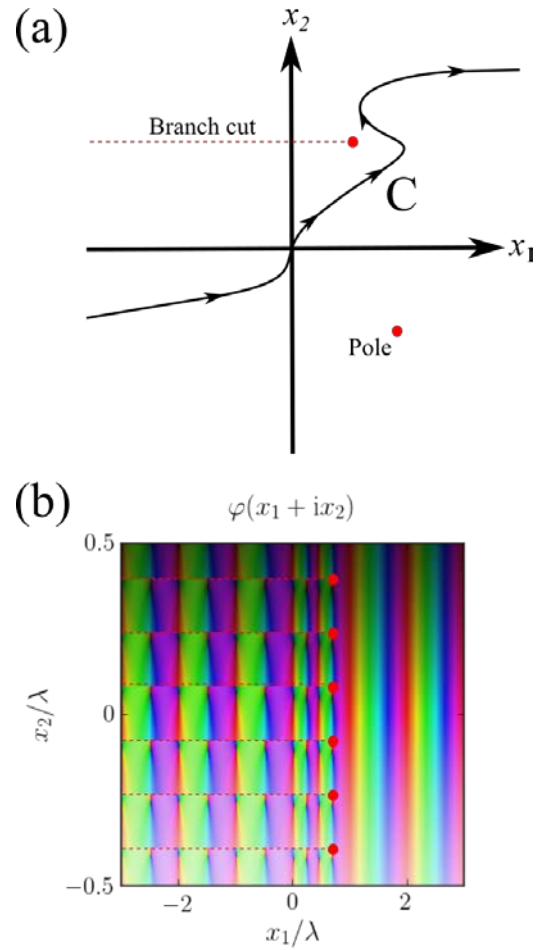 (a)
x₂
Branch cut
C
x₁
Pole
(b)
φ(x₁ + ix₂)
0.5
x₂/λ
0
−0.5
−2
0
2
x₁/λ